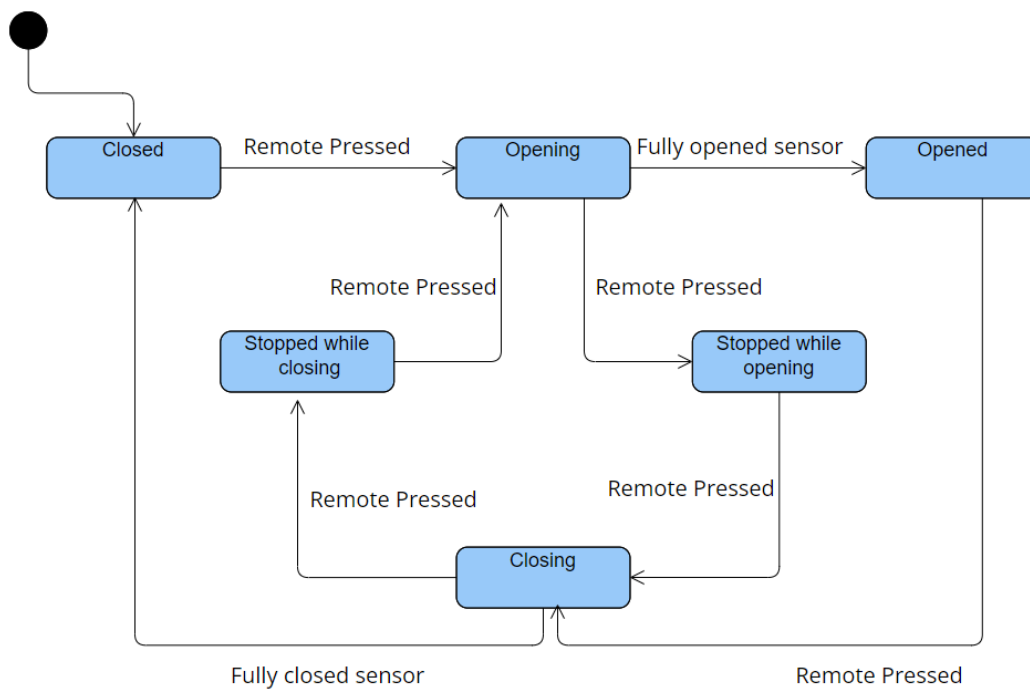 Closed
Remote Pressed
Opening
Fully opened sensor
Opened
Remote Pressed
Remote Pressed
Stopped while
closing
Stopped while
opening
Remote Pressed
Remote Pressed
Closing
Fully closed sensor
Remote Pressed